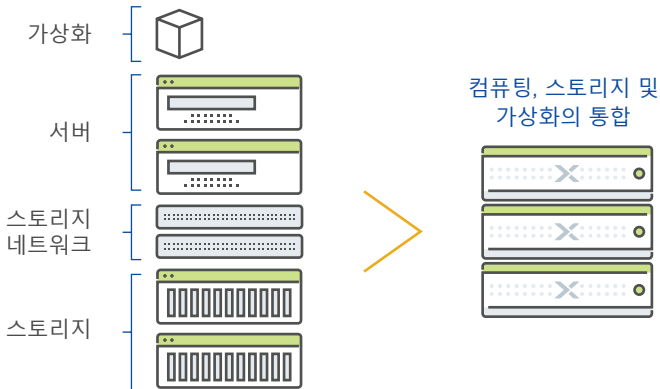 가상화
서버
스토리지
네트워크
스토리지
컴퓨팅, 스토리지 및
가상화의 통합